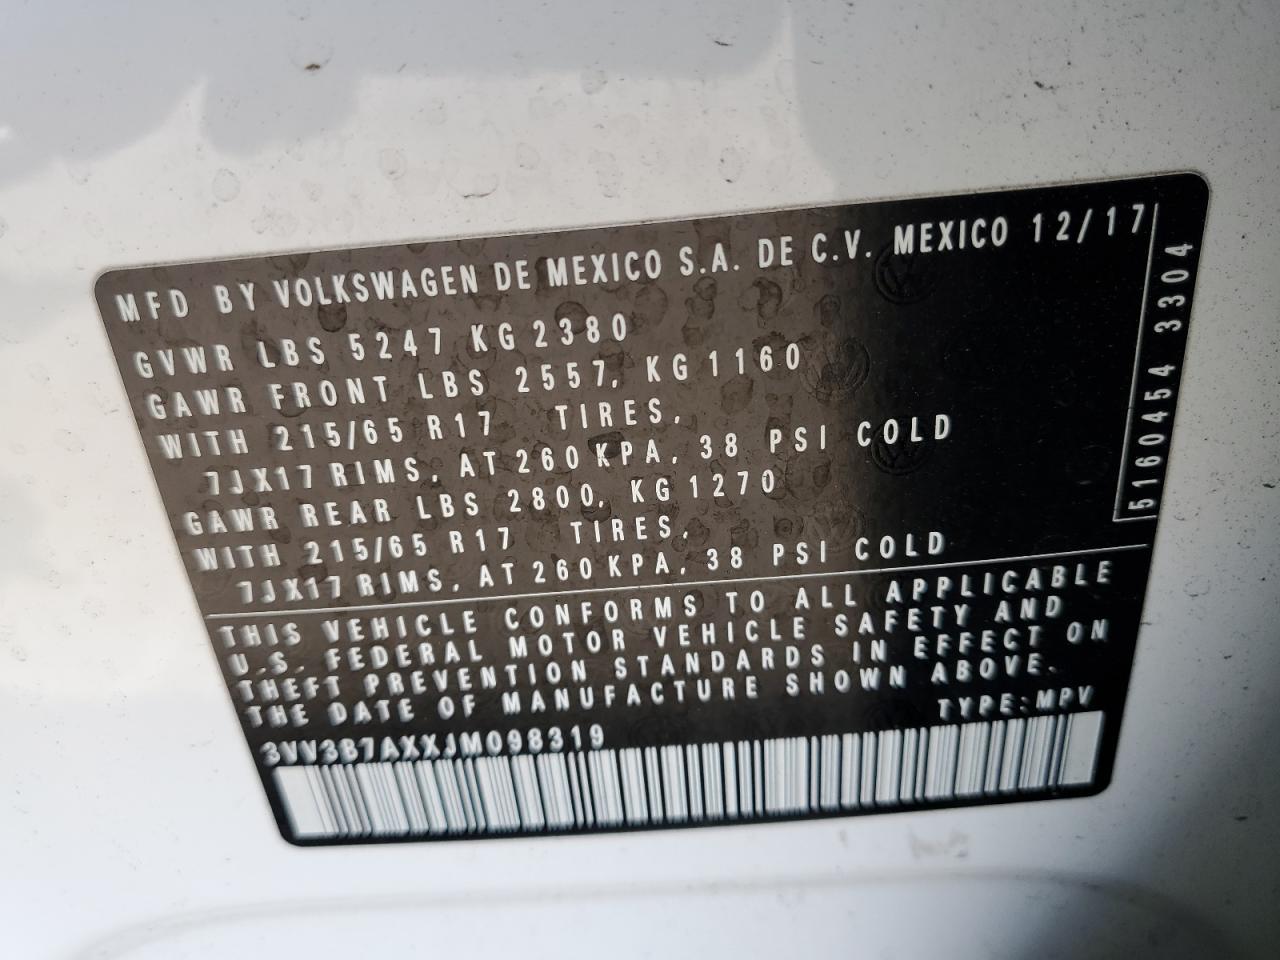 MFD BY VOLKSWAGEN DE MEXICO S.A. DE C.V. MEXICO 12/17
GVWR LBS 5247 KG 2380
GAWR FRONT LBS 2557, KG 1160
WITH 215/65 R17 TIRES,
7JX17 RIMS, AT 260 KPA, 38 PSI COLD
GAWR REAR LBS 2800, KG 1270
WITH 215/65 R17 TIRES,
7JX17 RIMS, AT 260 KPA, 38 PSI COLD
5160454 3304
THIS VEHICLE CONFORMS TO ALL APPLICABLE
U.S. FEDERAL MOTOR VEHICLE SAFETY AND
THEFT PREVENTION STANDARDS IN EFFECT ON
THE DATE OF MANUFACTURE SHOWN ABOVE.
TYPE: MPV
3VV3B7AXXJM098319